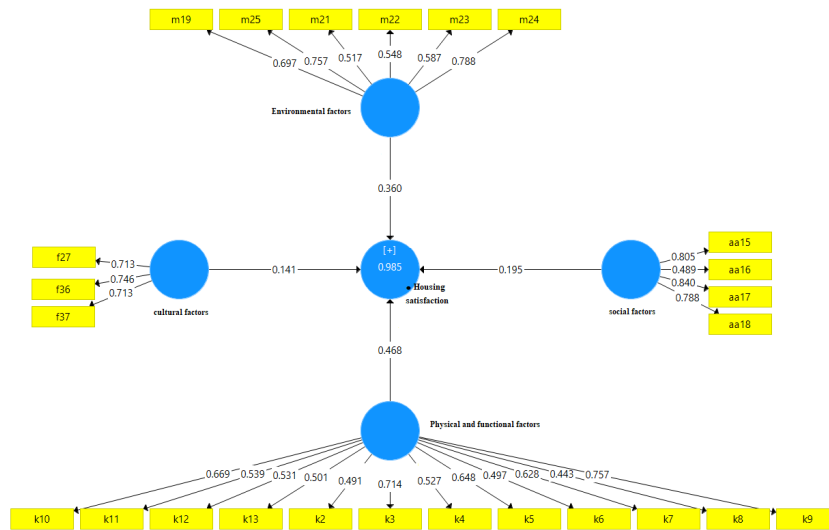 m19 m25 m21 m22 m23 m24
0.697 0.757 0.517 0.548 0.587 0.788
Environmental factors
0.360
f27
f36
f37
0.713
0.746
0.713
cultural factors
0.141
[+]
0.985
● Housing
satisfaction
0.195
social factors
0.805
0.489
0.840
0.788
aa15
aa16
aa17
aa18
0.468
Physical and functional factors
0.669 0.539 0.531 0.501 0.491 0.714 0.527 0.648 0.497 0.628 0.443 0.757
k10 k11 k12 k13 k2 k3 k4 k5 k6 k7 k8 k9